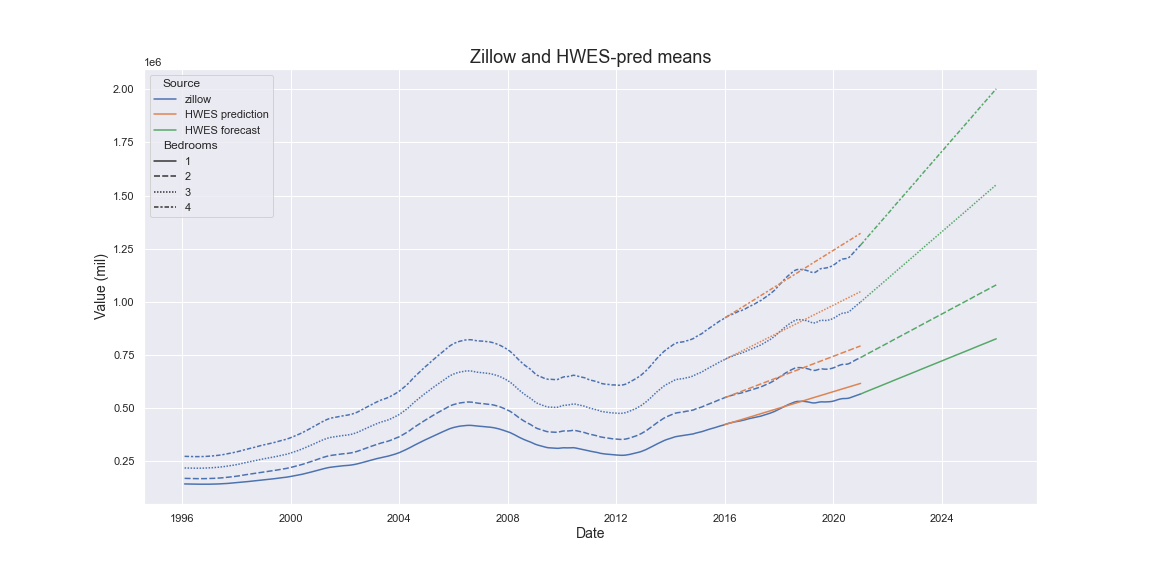 Zillow and HWES-pred means
1e6
2.00
1.75
1.50
1.25
1.00
0.75
0.50
0.25
Value (mil)
Source
zillow
HWES prediction
HWES forecast
Bedrooms
1
2
3
4
1996 2000 2004 2008 2012 2016 2020 2024
Date